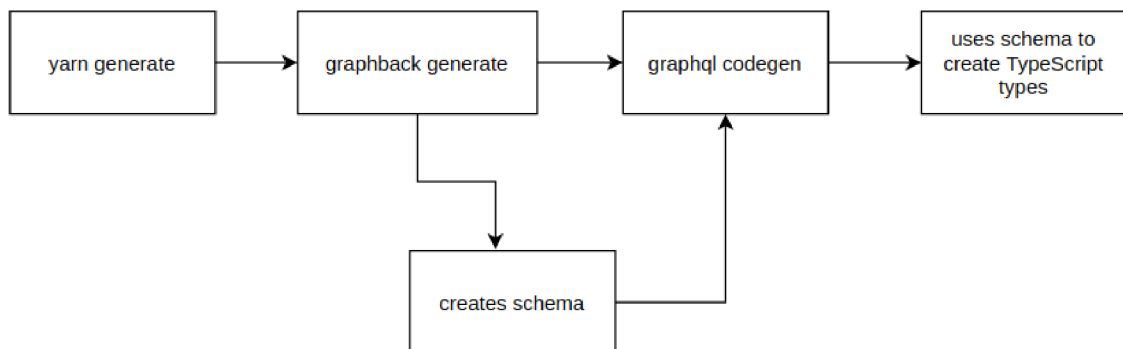 yarn generate
graphback generate
graphql codegen
uses schema to
create TypeScript
types
creates schema